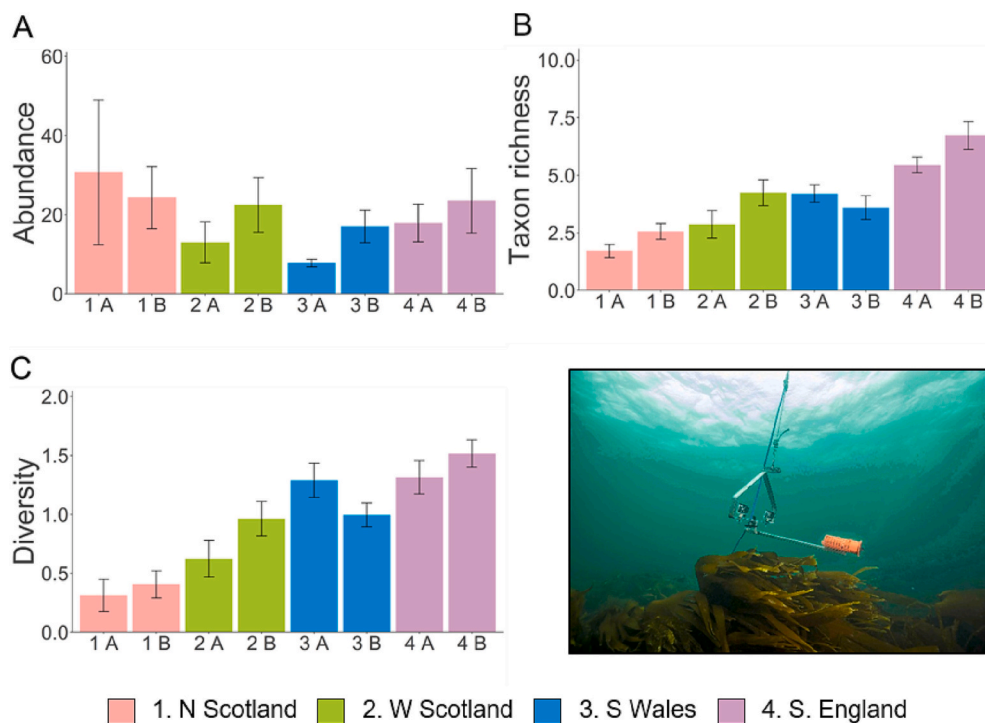 A
Abundance
60
40
20
0
1 A 1 B 2 A 2 B 3 A 3 B 4 A 4 B
B
Taxon richness
10.0
7.5
5.0
2.5
0.0
1 A 1 B 2 A 2 B 3 A 3 B 4 A 4 B
C
Diversity
2.0
1.5
1.0
0.5
0.0
1 A 1 B 2 A 2 B 3 A 3 B 4 A 4 B
1. N Scotland 2. W Scotland 3. S Wales 4. S. England